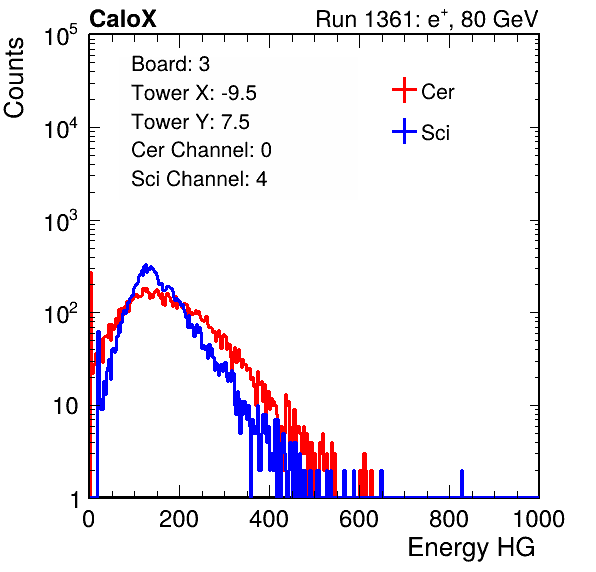 CaloX Run 1361: e⁺, 80 GeV
Counts
Board: 3
Tower X: -9.5
Tower Y: 7.5
Cer Channel: 0
Sci Channel: 4
Cer
Sci
10⁵
10⁴
10³
10²
10
1
0 200 400 600 800 1000
Energy HG